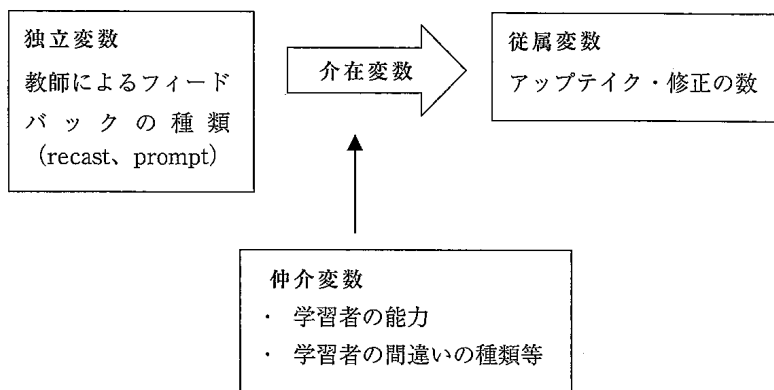 独立変数
教師によるフィード
バックの種類
(recast、prompt)
介在変数
従属変数
アップテイク・修正の数
仲介変数
・ 学習者の能力
・ 学習者の間違いの種類等